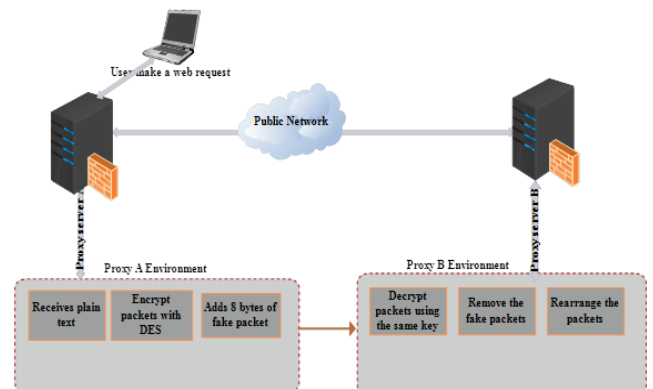 User make a web request
Public Network
Proxy server
Proxy server B
Proxy A Environment
Proxy B Environment
Receives plain
text
Encrypt
packets with
DES
Adds 8 bytes of
fake packet
Decrypt
packets using
the same key
Remove the
fake packets
Rearrange the
packets